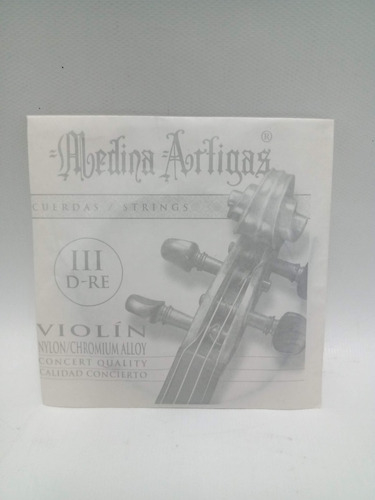 Medina Artigas ®
CUERDAS / STRINGS
III
D-RE
VIOLÍN
NYLON/CHROMIUM ALLOY
CONCERT QUALITY
CALIDAD CONCIERTO